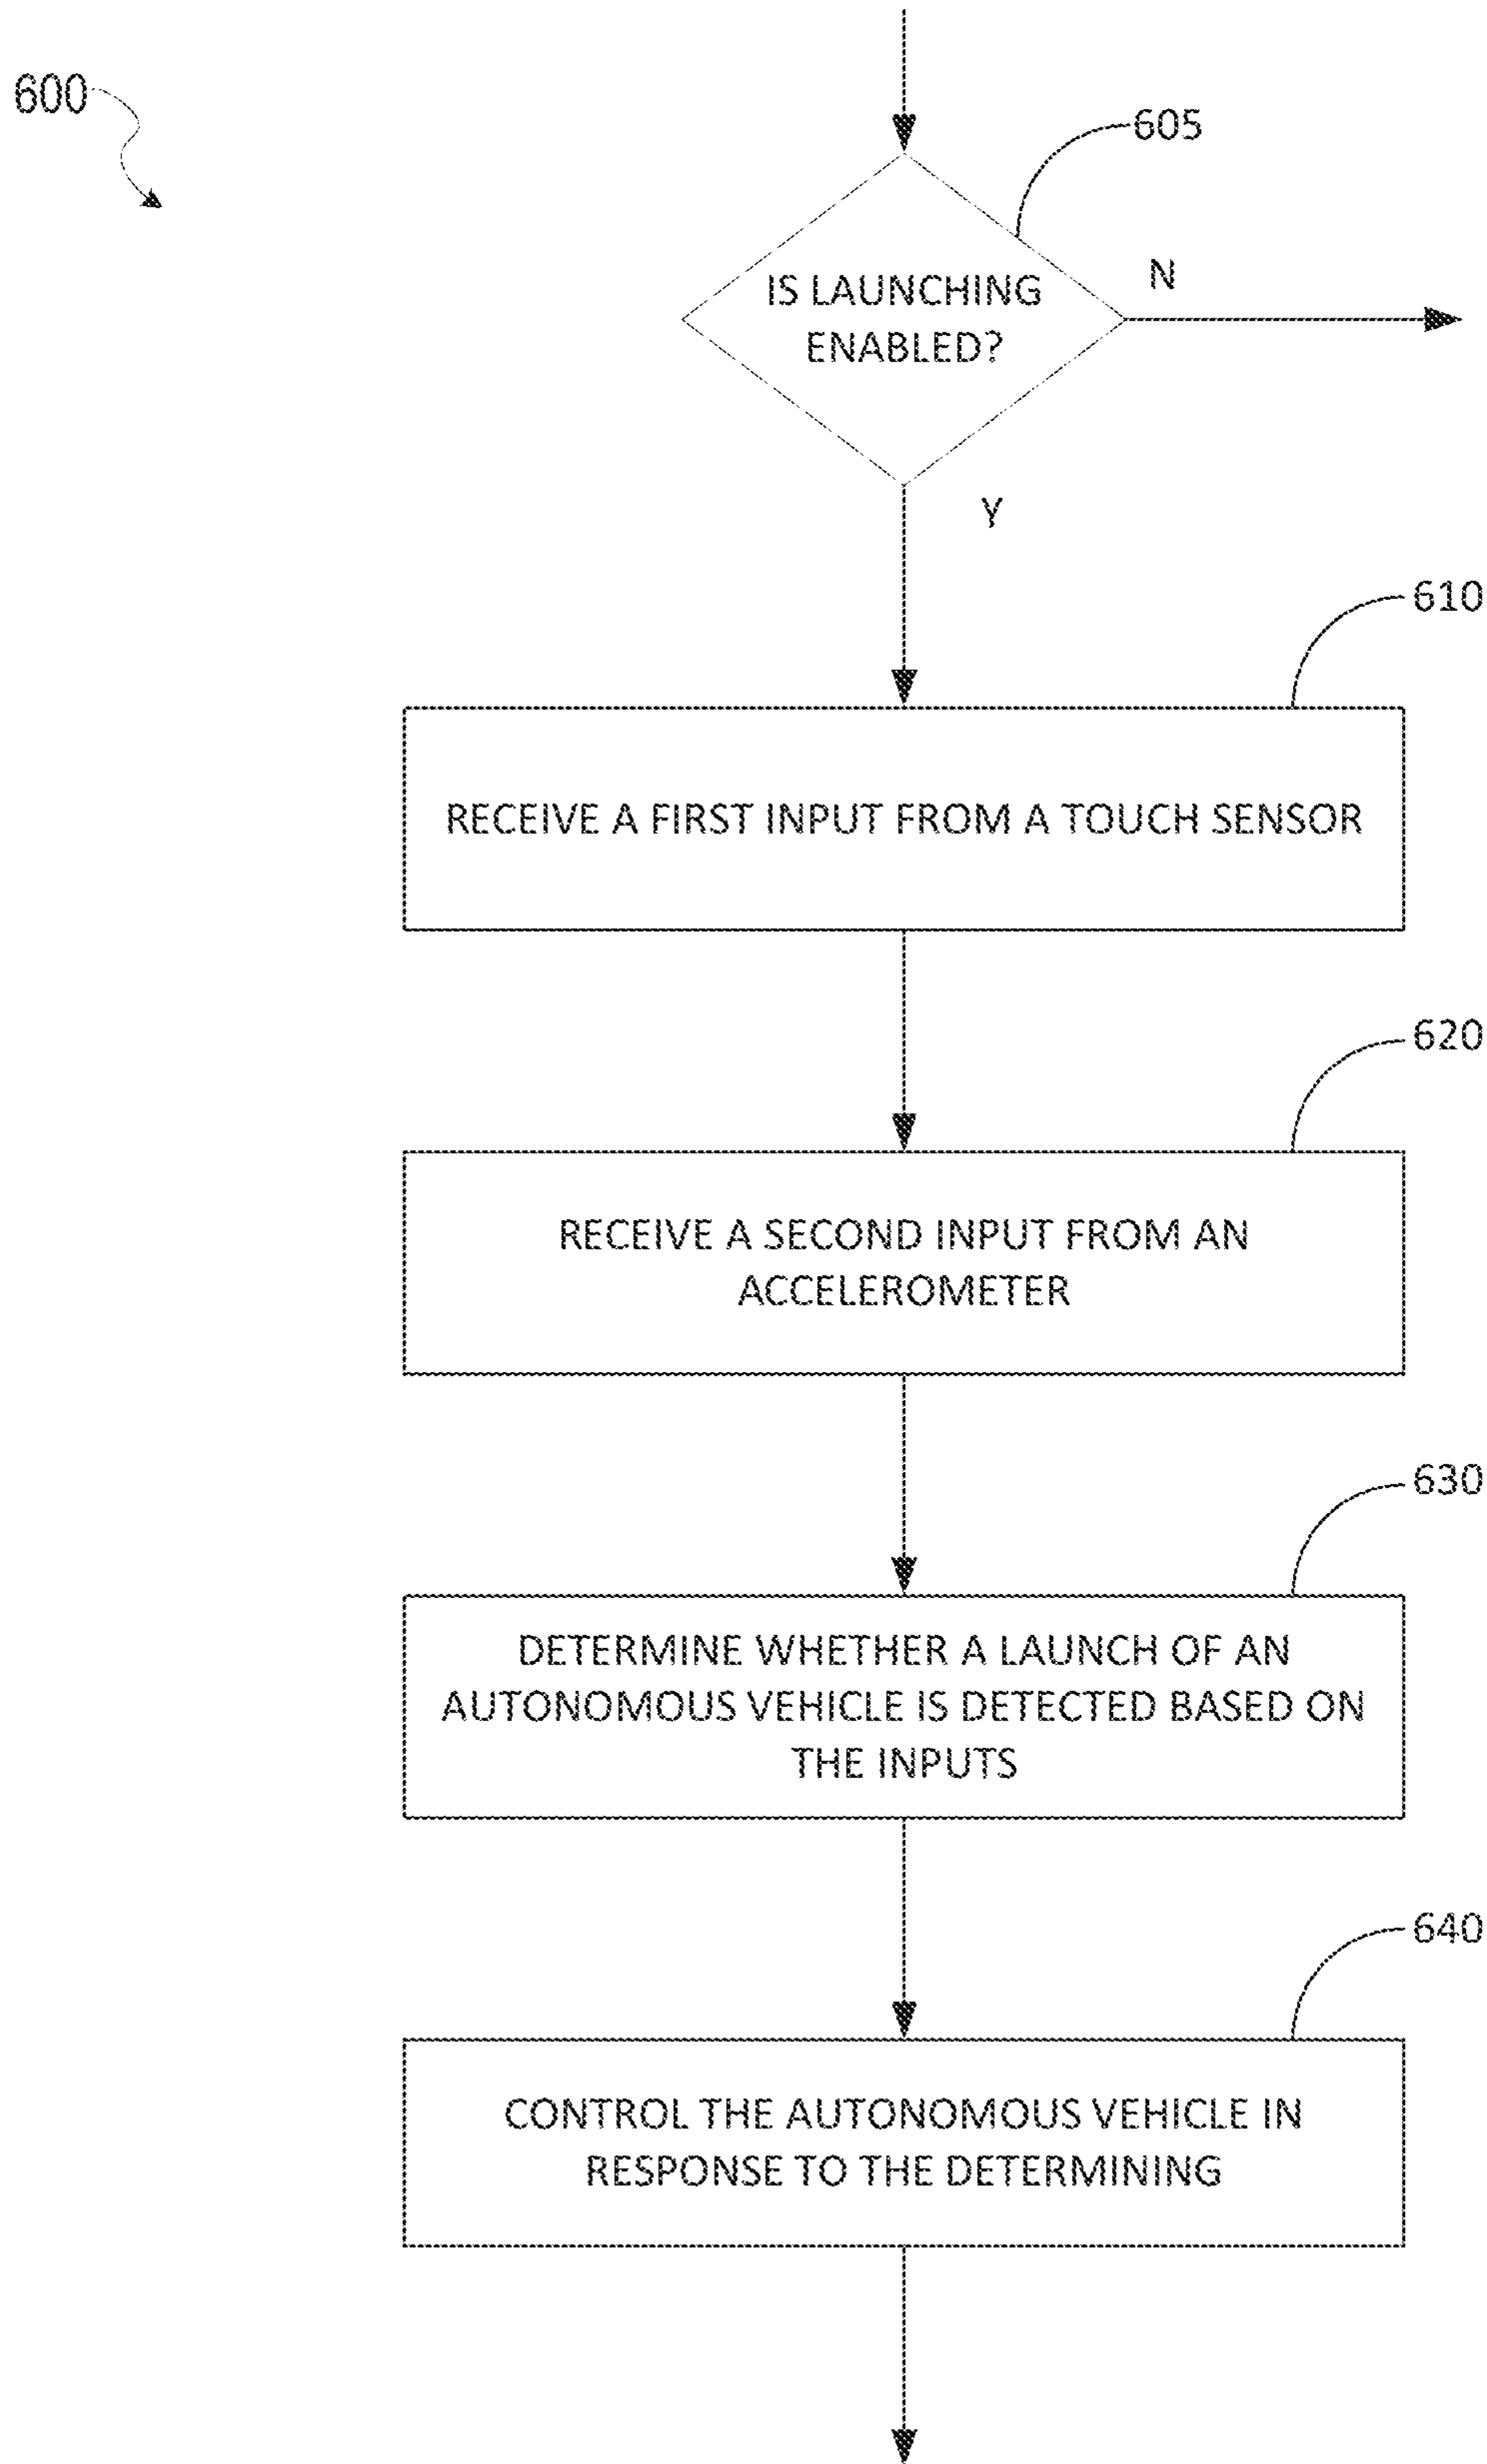 600
605
IS LAUNCHING
ENABLED?
N
Y
610
RECEIVE A FIRST INPUT FROM A TOUCH SENSOR
620
RECEIVE A SECOND INPUT FROM AN
ACCELEROMETER
630
DETERMINE WHETHER A LAUNCH OF AN
AUTONOMOUS VEHICLE IS DETECTED BASED ON
THE INPUTS
640
CONTROL THE AUTONOMOUS VEHICLE IN
RESPONSE TO THE DETERMINING